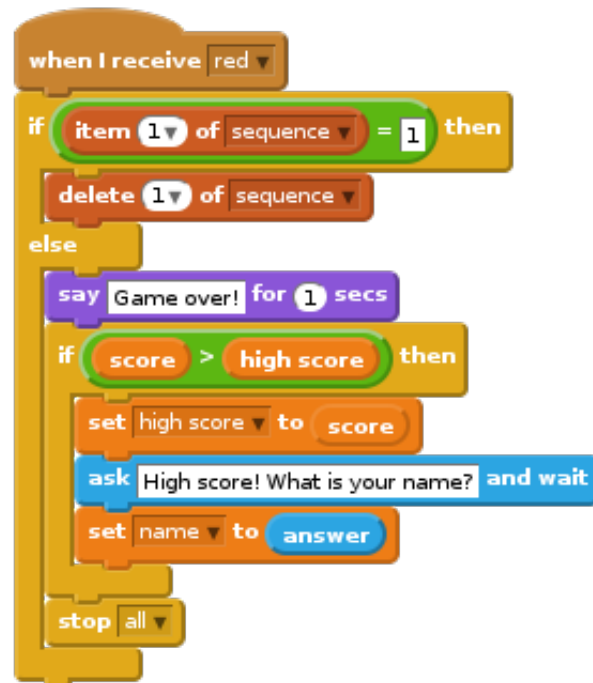 when I receive red
if item 1 of sequence = 1 then
delete 1 of sequence
else
say Game over! for 1 secs
if score > high score then
set high score to score
ask High score! What is your name? and wait
set name to answer
stop all